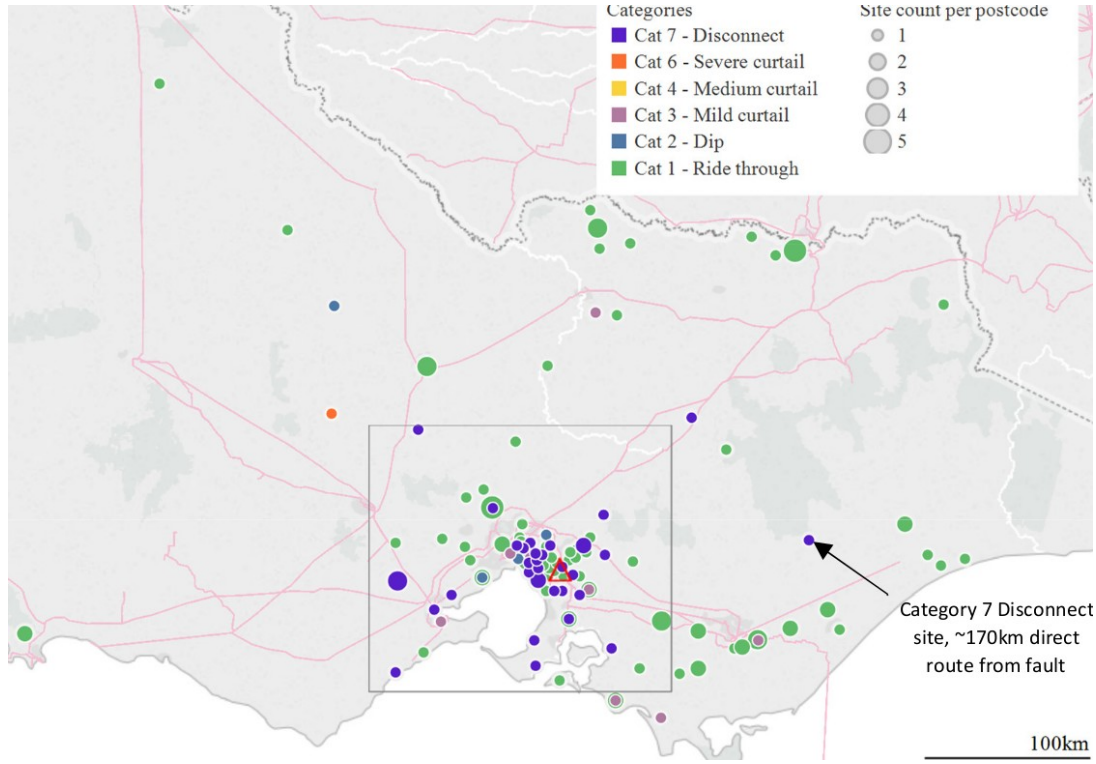 Categories
Cat 7 - Disconnect
Cat 6 - Severe curtail
Cat 4 - Medium curtail
Cat 3 - Mild curtail
Cat 2 - Dip
Cat 1 - Ride through
Site count per postcode
1
2
3
4
5
Category 7 Disconnect
site, ~170km direct
route from fault
100km